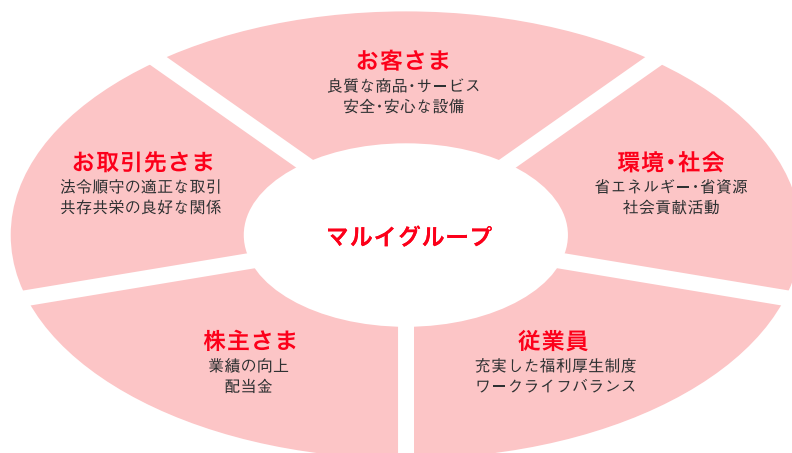 お客さま
良質な商品・サービス
安全・安心な設備
お取引先さま
法令順守の適正な取引
共存共栄の良好な関係
環境・社会
省エネルギー・省資源
社会貢献活動
マルイグループ
株主さま
業績の向上
配当金
従業員
充実した福利厚生制度
ワークライフバランス